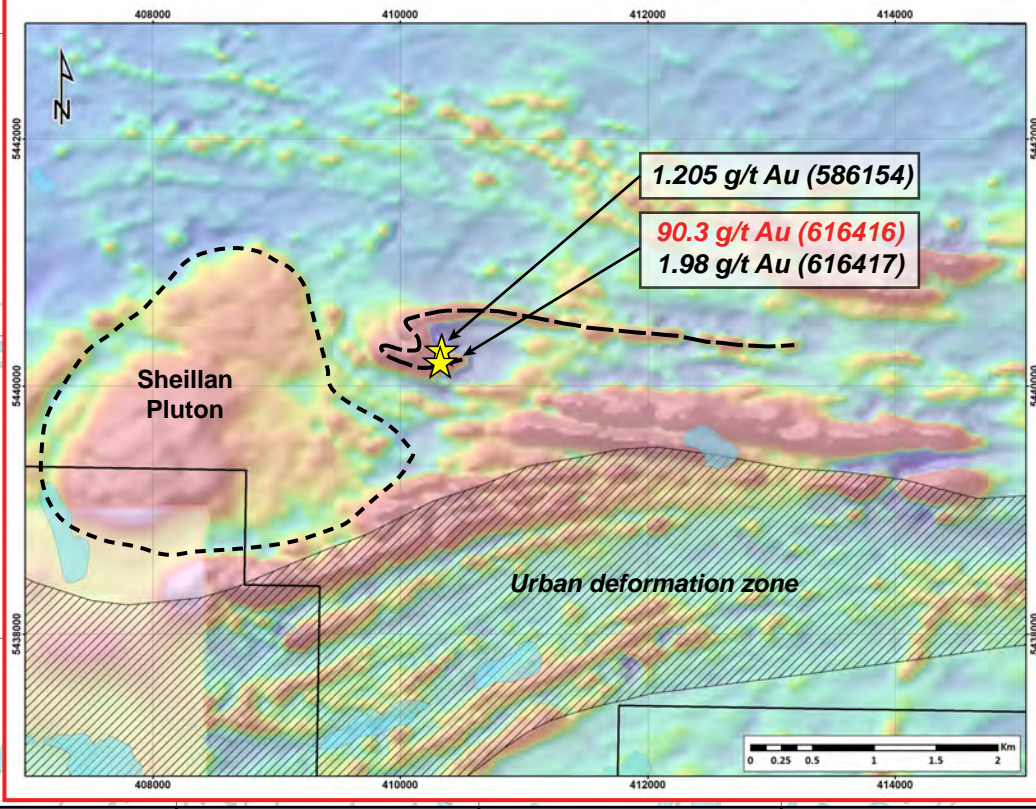 408000 410000 412000 414000
N
5442000 5442000
1.205 g/t Au (586154)
90.3 g/t Au (616416)
1.98 g/t Au (616417)
Sheillan
Pluton
5440000 5440000
Urban deformation zone
5438000 5438000
Km
0 0.25 0.5 1 1.5 2
408000 410000 412000 414000